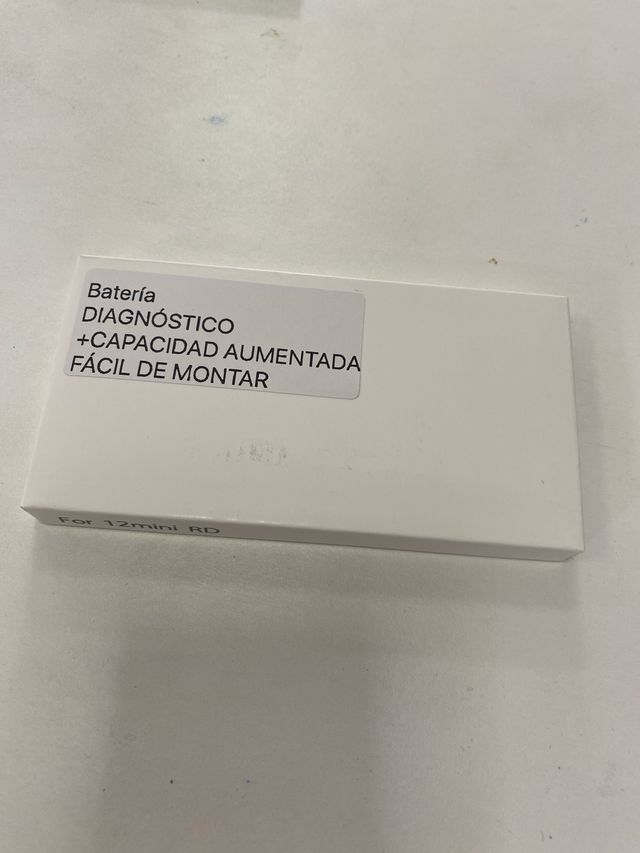 Batería
DIAGNÓSTICO
+CAPACIDAD AUMENTADA
FÁCIL DE MONTAR
For 12mini RD